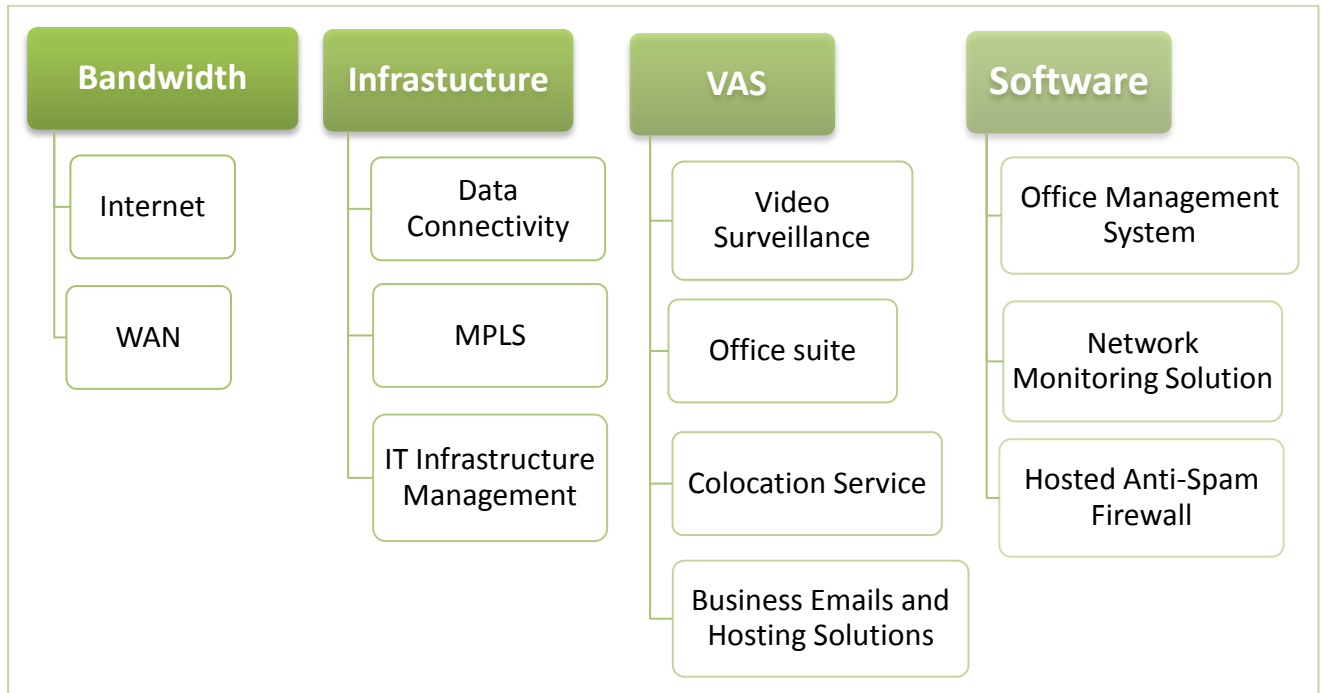 Bandwidth
Internet
WAN
Infrastucture
Data
Connectivity
MPLS
IT Infrastructure
Management
VAS
Video
Surveillance
Office suite
Colocation Service
Business Emails and
Hosting Solutions
Software
Office Management
System
Network
Monitoring Solution
Hosted Anti-Spam
Firewall